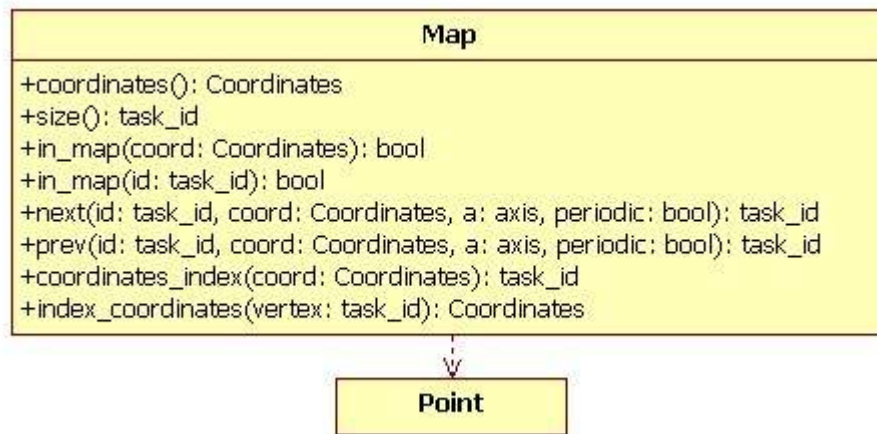 Map
+coordinates(): Coordinates
+size(): task_id
+in_map(coord: Coordinates): bool
+in_map(id: task_id): bool
+next(id: task_id, coord: Coordinates, a: axis, periodic: bool): task_id
+prev(id: task_id, coord: Coordinates, a: axis, periodic: bool): task_id
+coordinates_index(coord: Coordinates): task_id
+index_coordinates(vertex: task_id): Coordinates
Point